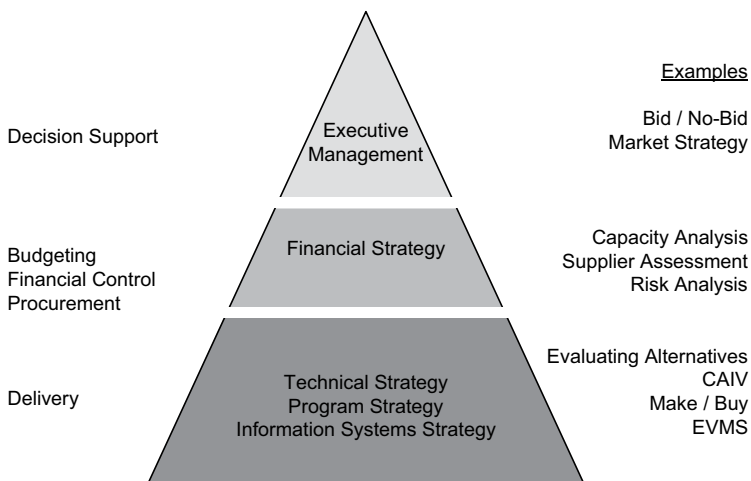 Examples
Decision Support
Executive
Management
Bid / No-Bid
Market Strategy
Budgeting
Financial Control
Procurement
Financial Strategy
Capacity Analysis
Supplier Assessment
Risk Analysis
Delivery
Technical Strategy
Program Strategy
Information Systems Strategy
Evaluating Alternatives
CAIV
Make / Buy
EVMS